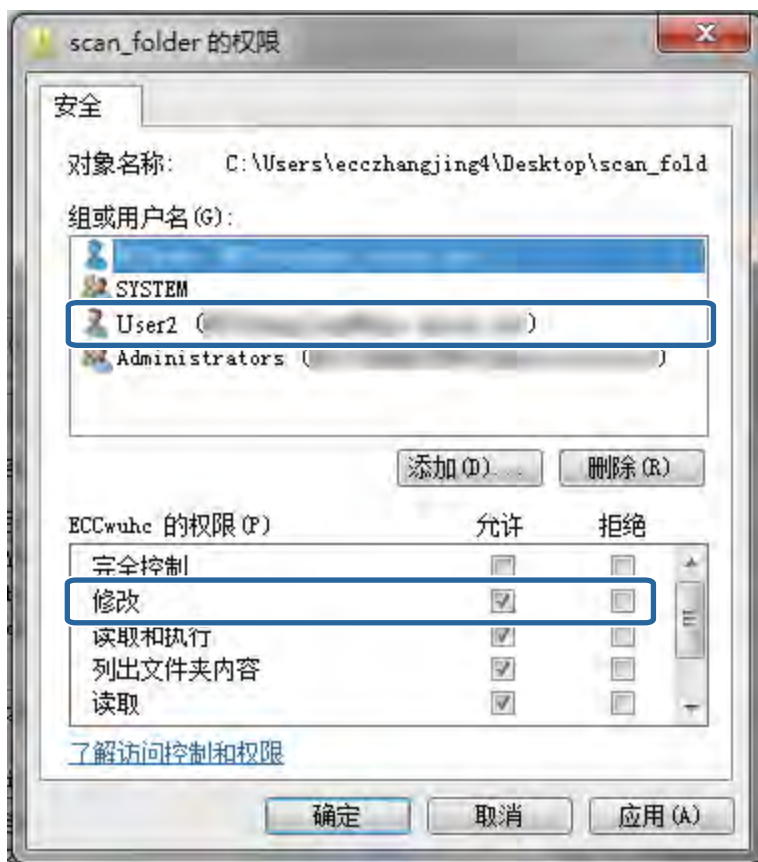 scan_folder 的权限
安全
对象名称: C:\Users\ecczhangjing4\Desktop\scan_fold
组或用户名(G):
SYSTEM
User2 ( )
Administrators ( )
添加(D)... 删除(R)
ECCwuhc 的权限(P) 允许 拒绝
完全控制
修改
读取和执行
列出文件夹内容
读取
了解访问控制和权限
确定 取消 应用(A)